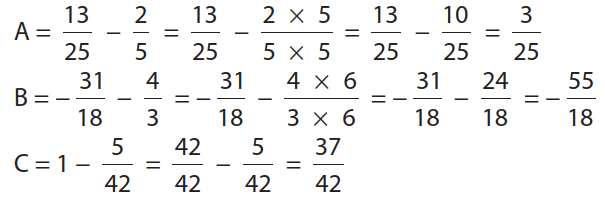 A = 13/25 − 2/5 = 13/25 − (2 × 5)/(5 × 5) = 13/25 − 10/25 = 3/25
B = − 31/18 − 4/3 = − 31/18 − (4 × 6)/(3 × 6) = − 31/18 − 24/18 = − 55/18
C = 1 − 5/42 = 42/42 − 5/42 = 37/42